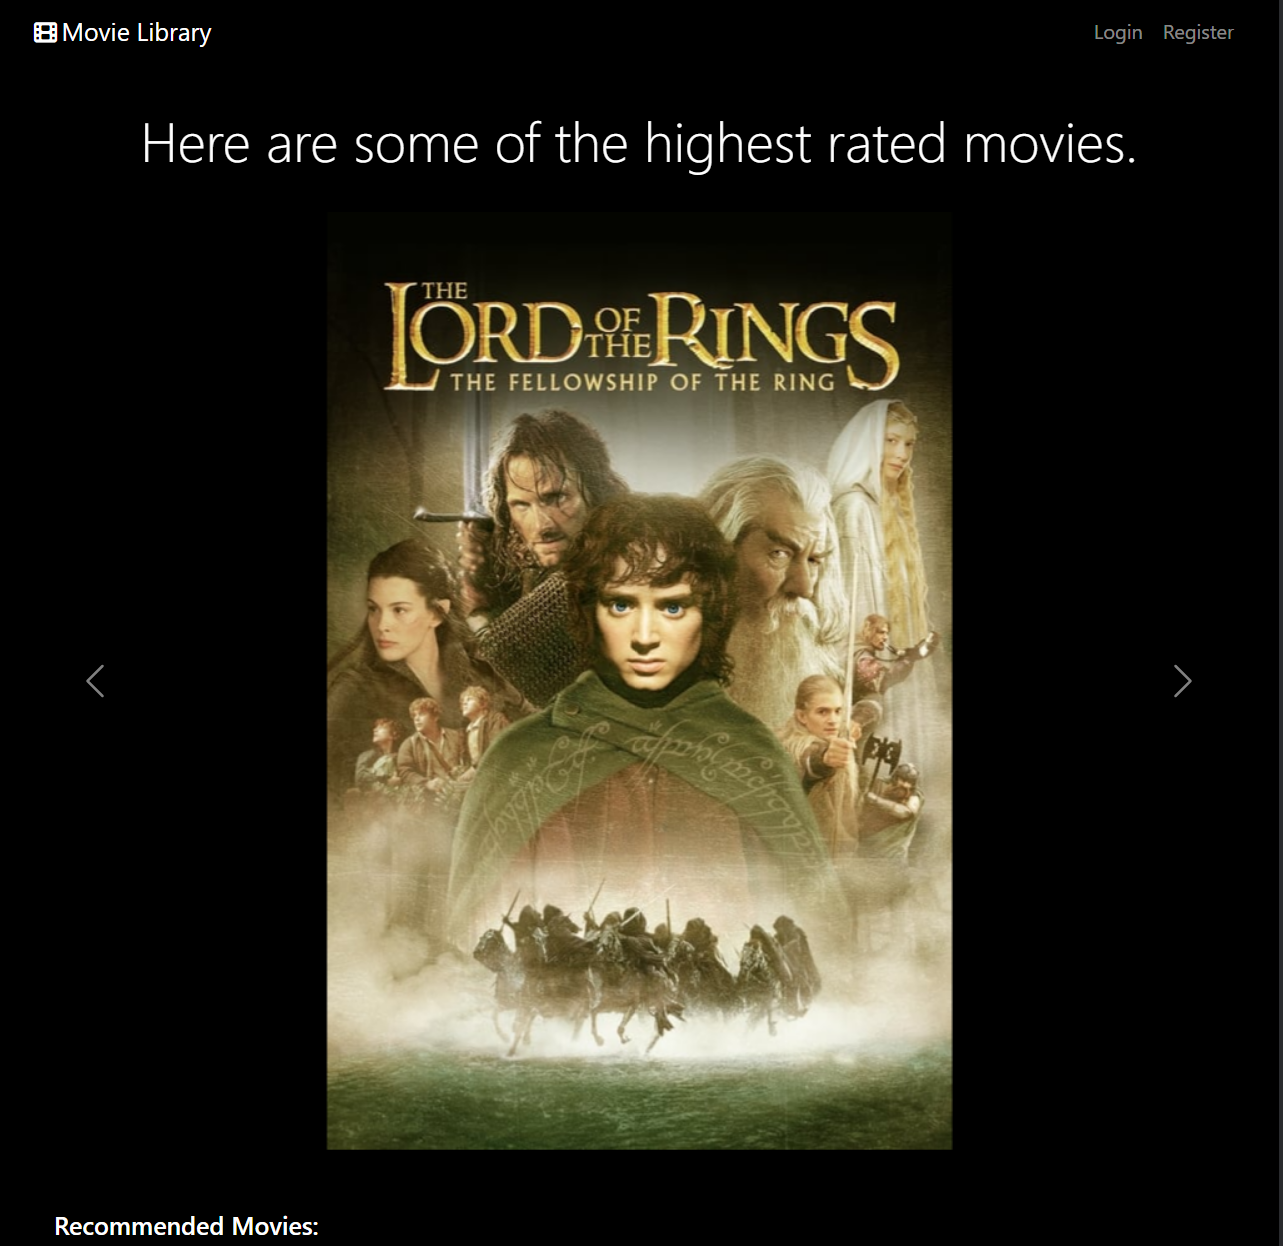 Movie Library
Login Register
Here are some of the highest rated movies.
THE
LORD OF THE RINGS
THE FELLOWSHIP OF THE RING
Recommended Movies: